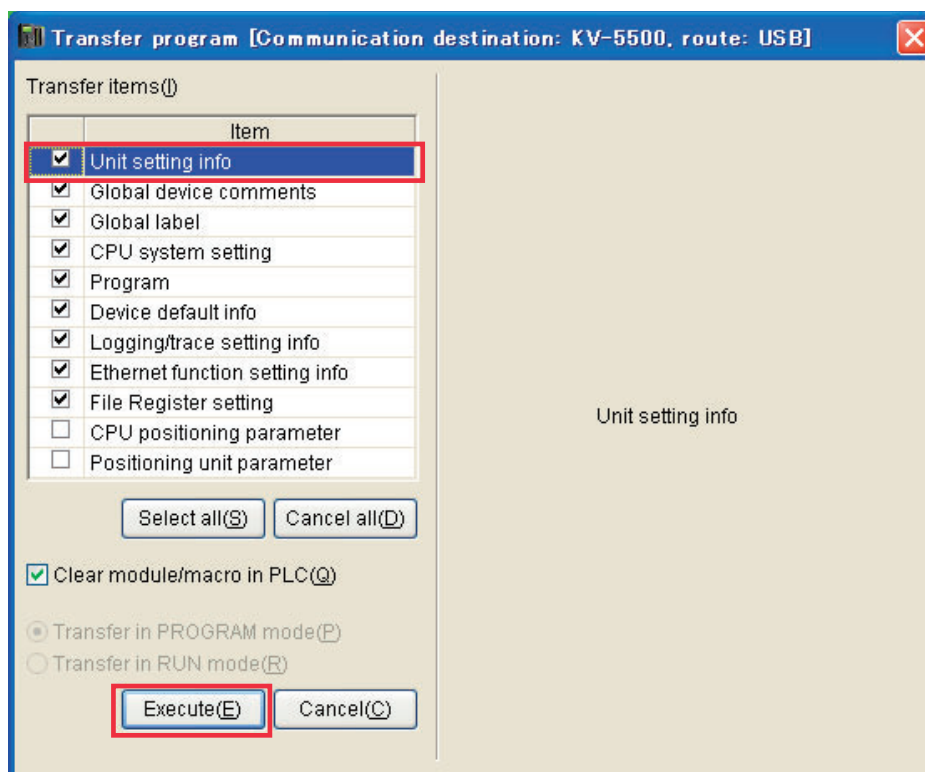 Transfer program [Communication destination: KV-5500, route: USB]
Transfer items(I)
Item
Unit setting info
Global device comments
Global label
CPU system setting
Program
Device default info
Logging/trace setting info
Ethernet function setting info
File Register setting
CPU positioning parameter
Positioning unit parameter
Select all(S) Cancel all(D)
Clear module/macro in PLC(Q)
Transfer in PROGRAM mode(P)
Transfer in RUN mode(R)
Execute(E) Cancel(C)
Unit setting info